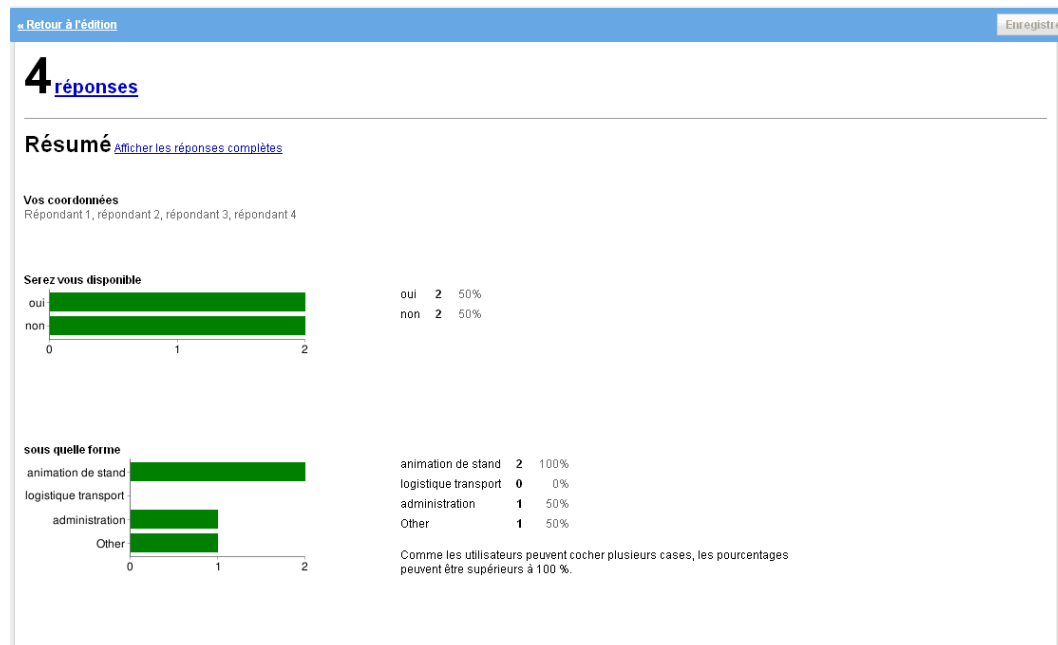 « Retour à l'édition
Enregistre
4 réponses
Résumé Afficher les réponses complètes
Vos coordonnées
Répondant 1, répondant 2, répondant 3, répondant 4
Serez vous disponible
oui
non
0 1 2
oui 2 50%
non 2 50%
sous quelle forme
animation de stand
logistique transport
administration
Other
0 1 2
animation de stand 2 100%
logistique transport 0 0%
administration 1 50%
Other 1 50%
Comme les utilisateurs peuvent cocher plusieurs cases, les pourcentages
peuvent être supérieurs à 100 %.